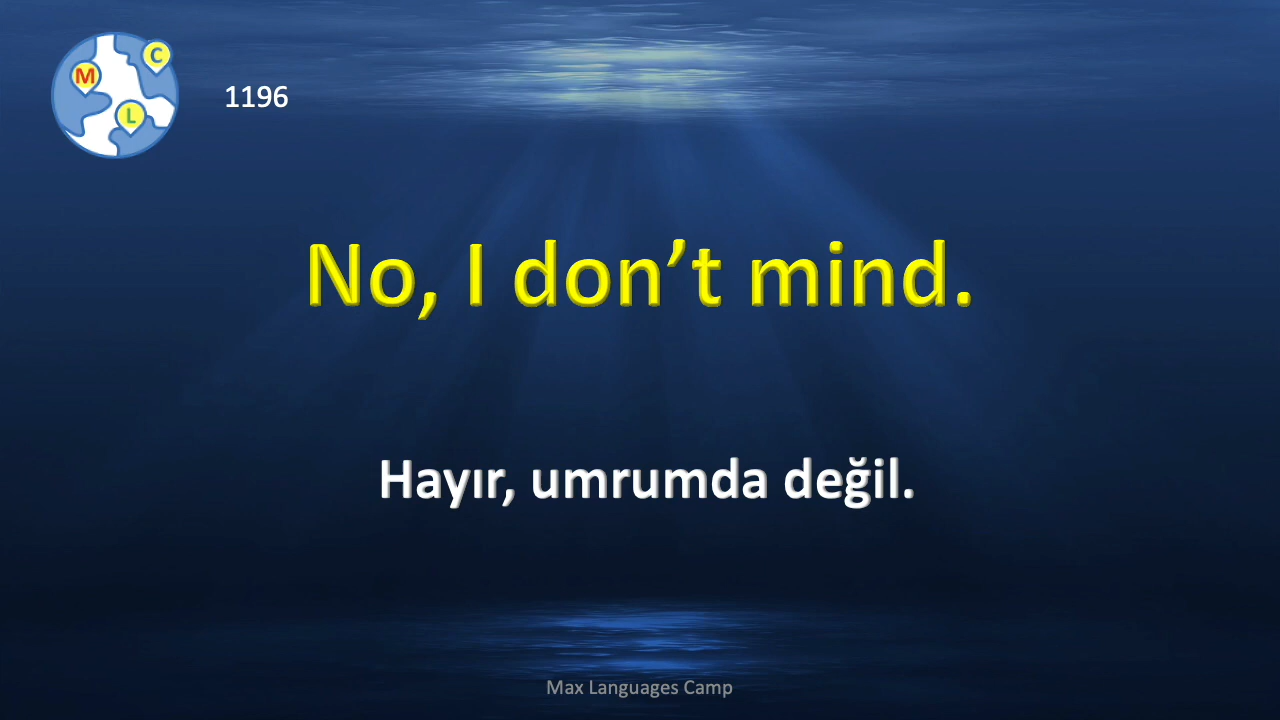 M
C
L
1196
No, I don’t mind.
Hayır, umrumda değil.
Max Languages Camp